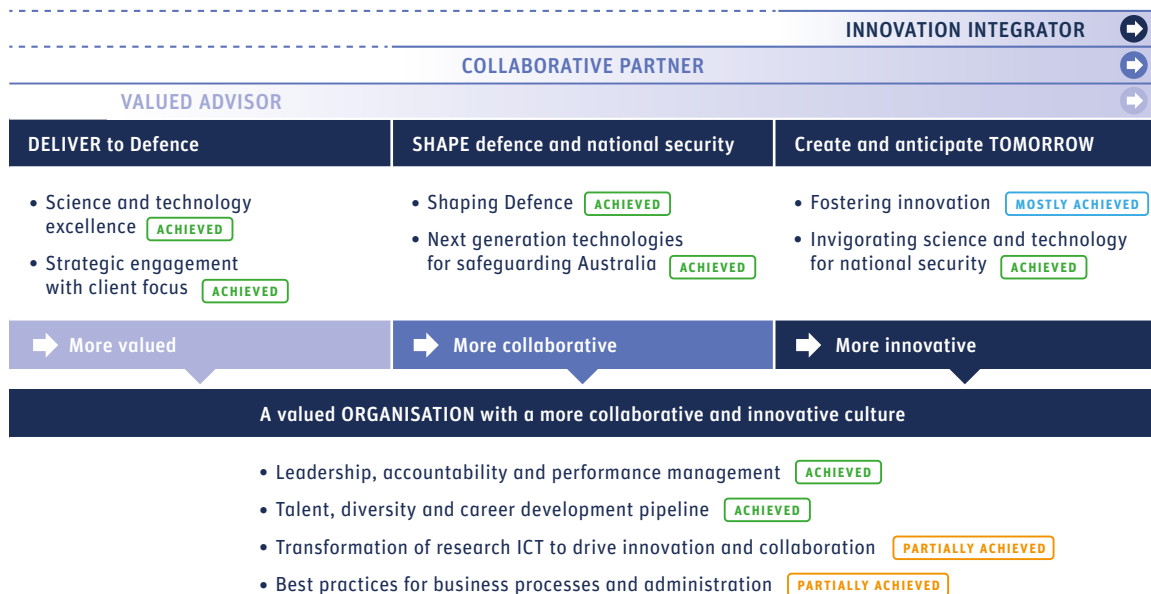 INNOVATION INTEGRATOR
COLLABORATIVE PARTNER
VALUED ADVISOR
DELIVER to Defence
• Science and technology
excellence ACHIEVED
• Strategic engagement
with client focus ACHIEVED
More valued
SHAPE defence and national security
• Shaping Defence ACHIEVED
• Next generation technologies
for safeguarding Australia ACHIEVED
More collaborative
Create and anticipate TOMORROW
• Fostering innovation MOSTLY ACHIEVED
• Invigorating science and technology
for national security ACHIEVED
More innovative
A valued ORGANISATION with a more collaborative and innovative culture
• Leadership, accountability and performance management ACHIEVED
• Talent, diversity and career development pipeline ACHIEVED
• Transformation of research ICT to drive innovation and collaboration PARTIALLY ACHIEVED
• Best practices for business processes and administration PARTIALLY ACHIEVED